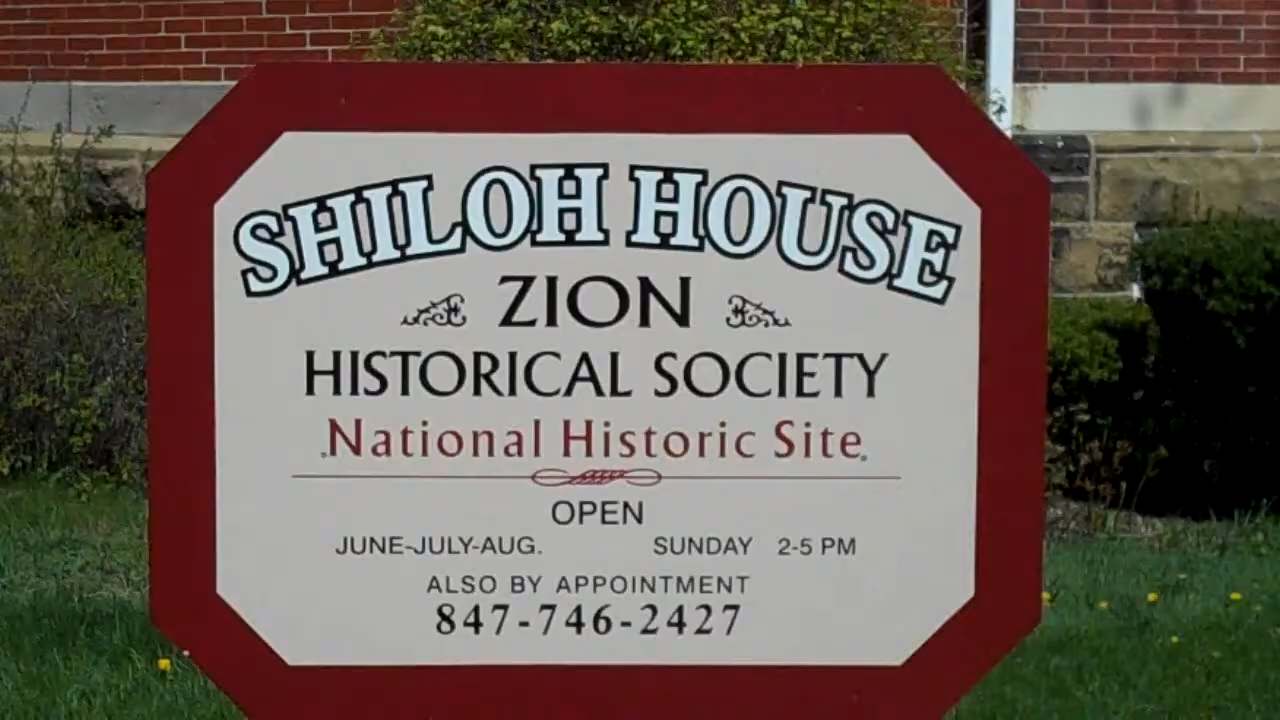 SHILOH HOUSE
ZION
HISTORICAL SOCIETY
National Historic Site
OPEN
JUNE-JULY-AUG. SUNDAY 2-5 PM
ALSO BY APPOINTMENT
847-746-2427